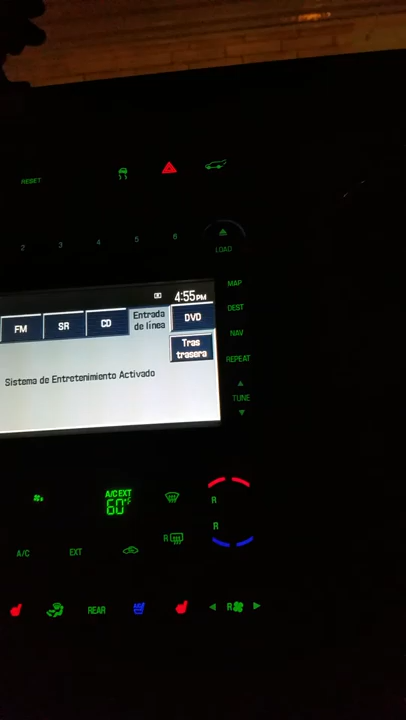 RESET
2 3 4 5 6
LOAD
MAP
4:55PM
DEST
FM SR CD
Entrada
de línea
DVD
NAV
Tras
trasera
REPEAT
Sistema de Entretenimiento Activado
TUNE
A/C EXT
60°F
R
R
R
A/C EXT
REAR
R